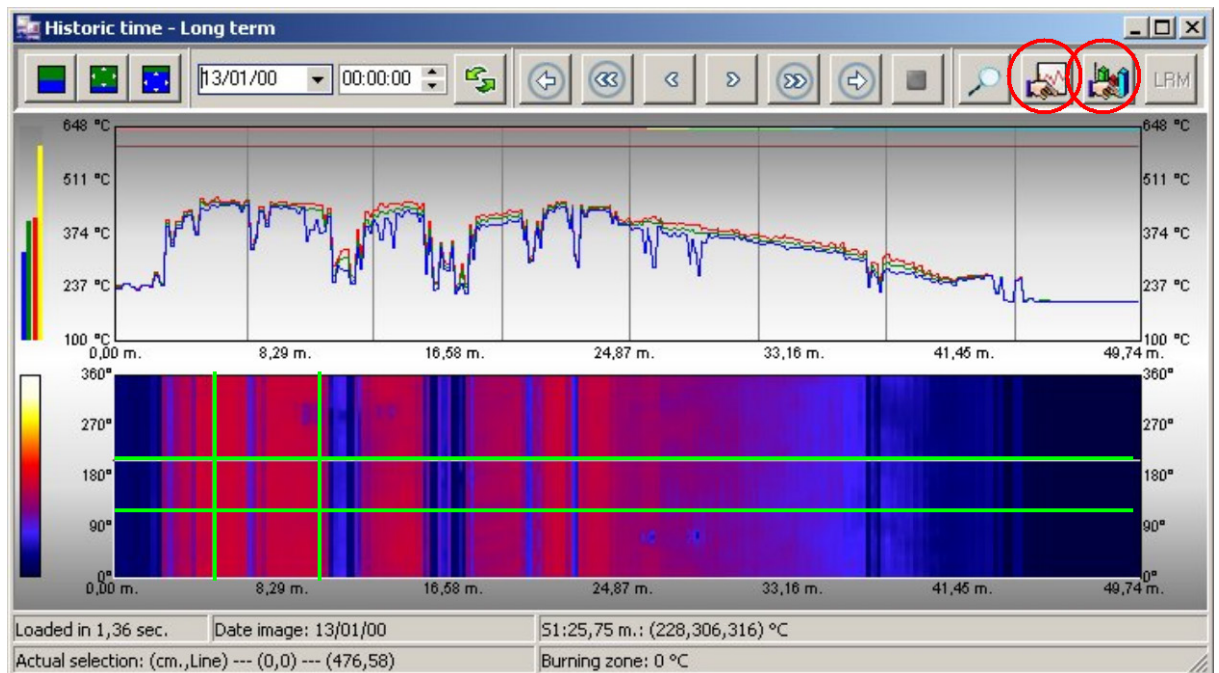 Historic time - Long term
13/01/00 00:00:00 LRM
648 °C 648 °C
511 °C 511 °C
374 °C 374 °C
237 °C 237 °C
100 °C 100 °C
0,00 m. 8,29 m. 16,58 m. 24,87 m. 33,16 m. 41,45 m. 49,74 m.
360° 360°
270° 270°
180° 180°
90° 90°
0° 0°
0,00 m. 8,29 m. 16,58 m. 24,87 m. 33,16 m. 41,45 m. 49,74 m.
Loaded in 1,36 sec. Date image: 13/01/00 S1:25,75 m.: (228,306,316) °C
Actual selection: (cm.,Line) --- (0,0) --- (476,58) Burning zone: 0 °C